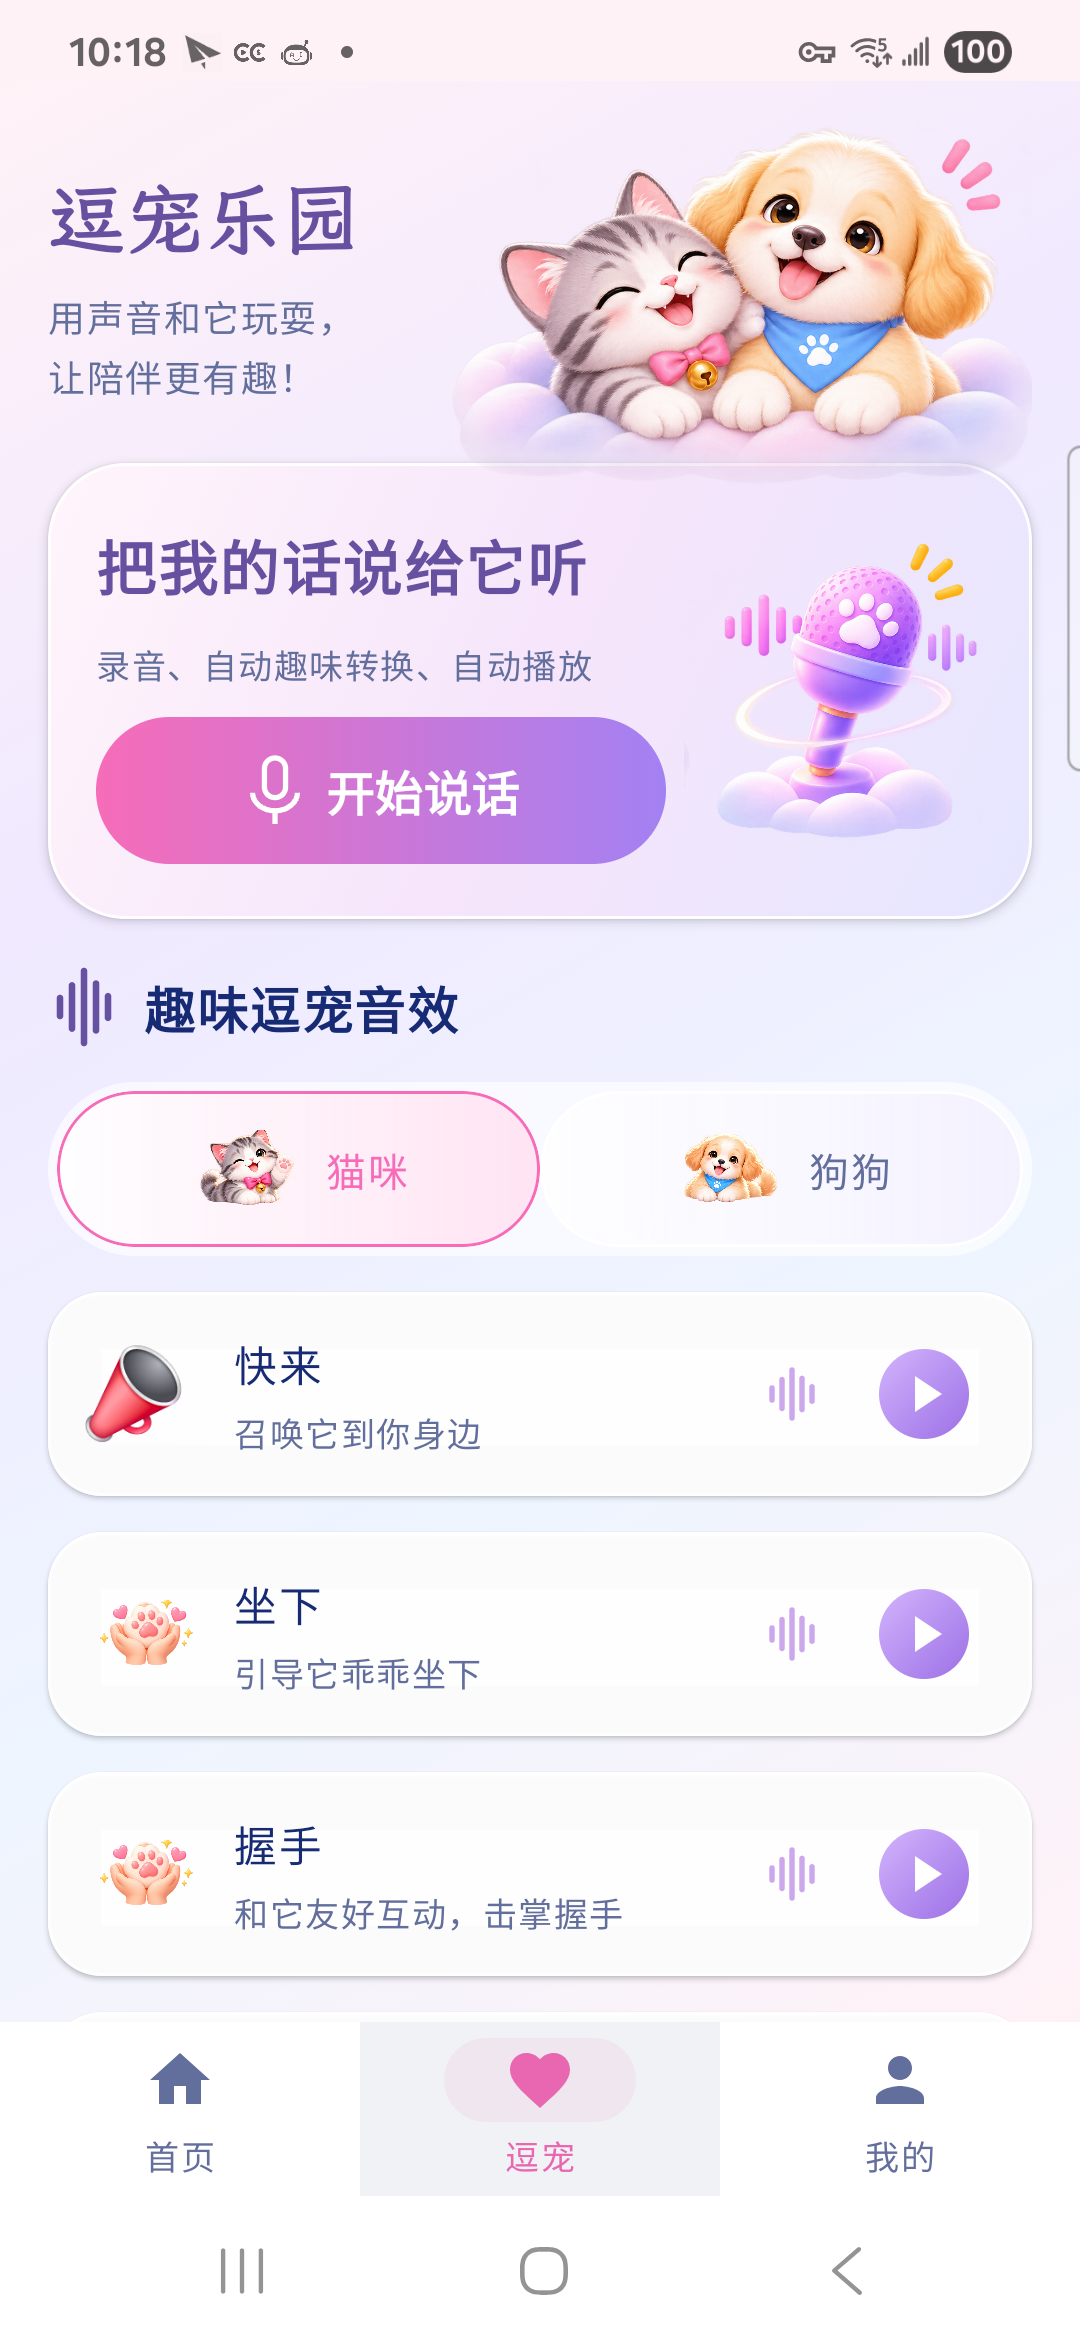 10:18
CC
5
100
逗宠乐园
用声音和它玩耍，
让陪伴更有趣！
把我的话说给它听
录音、自动趣味转换、自动播放
开始说话
趣味逗宠音效
猫咪
狗狗
快来
召唤它到你身边
坐下
引导它乖乖坐下
握手
和它友好互动，击掌握手
首页
逗宠
我的